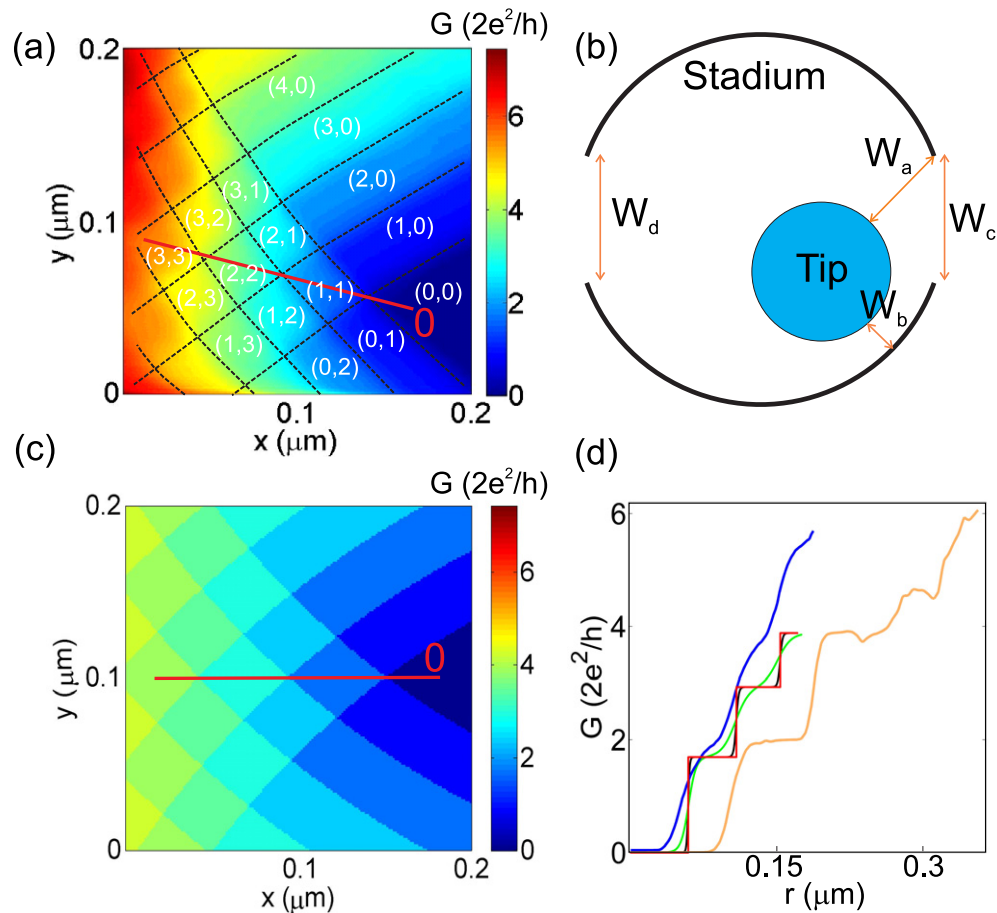 (a)
G (2e²/h)
0.2
(4,0)
(3,0)
(2,0)
(3,1)
(3,2)
(2,1)
(1,0)
0.1
y (μm)
(3,3)
(2,2)
(1,1)
(0,0)
0
(2,3)
(1,2)
(0,1)
(1,3)
(0,2)
0
0.1
0.2
x (μm)
6
4
2
0
(b)
Stadium
Wa
Wd
Wc
Tip
Wb
(c)
G (2e²/h)
0.2
0.1
y (μm)
0
0
0.1
0.2
x (μm)
6
4
2
0
(d)
6
4
2
0
G (2e²/h)
0.15
0.3
r (μm)